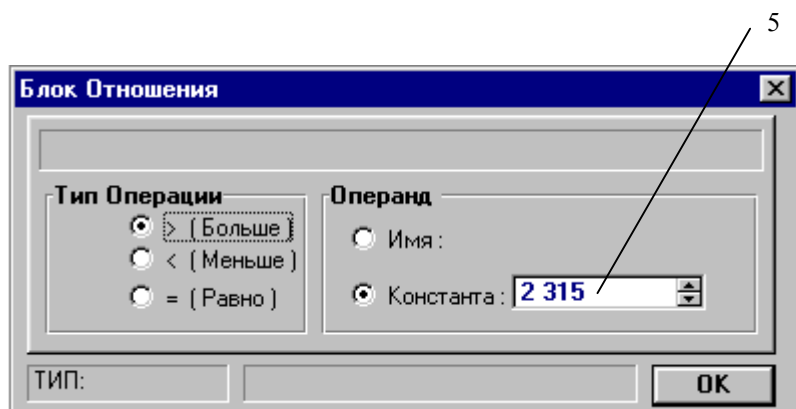 5
Блок Отношения
Тип Операции
> ( Больше )
< ( Меньше )
= ( Равно )
Операнд
Имя :
Константа : 2 315
ТИП:
OK